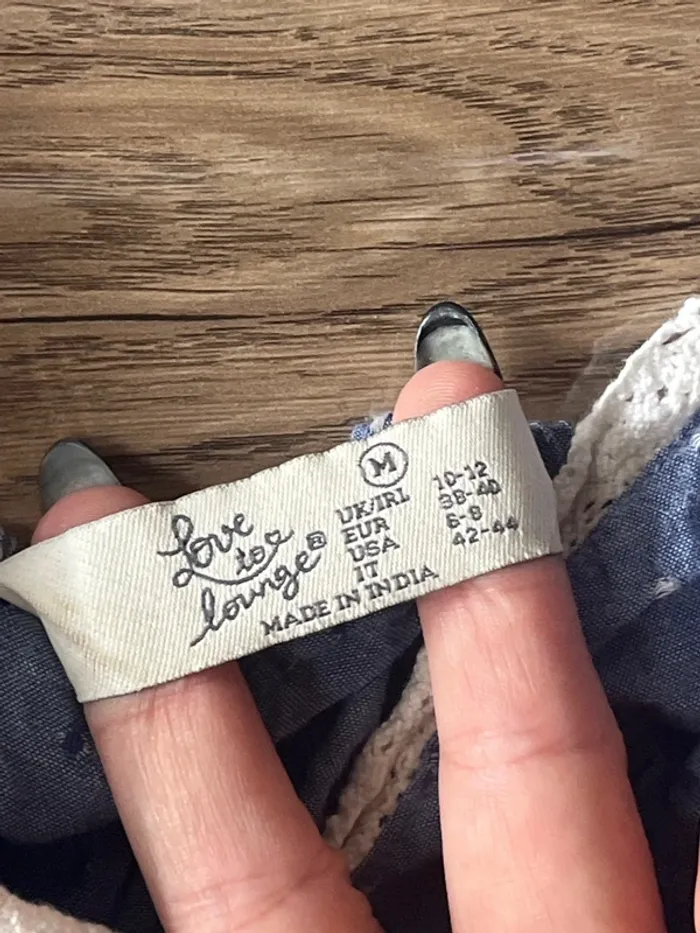 Love
to
lounge®
M
UK/IRL 10-12
EUR 38-40
USA 6-8
IT 42-44
MADE IN INDIA